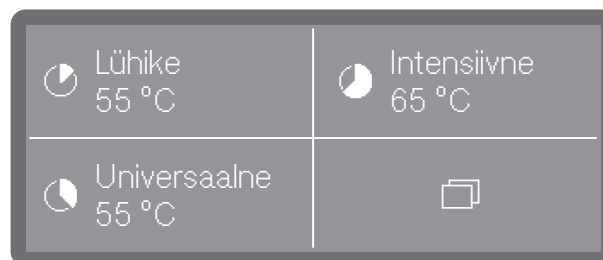 Lühike
55 °C
Intensiivne
65 °C
Universaalne
55 °C